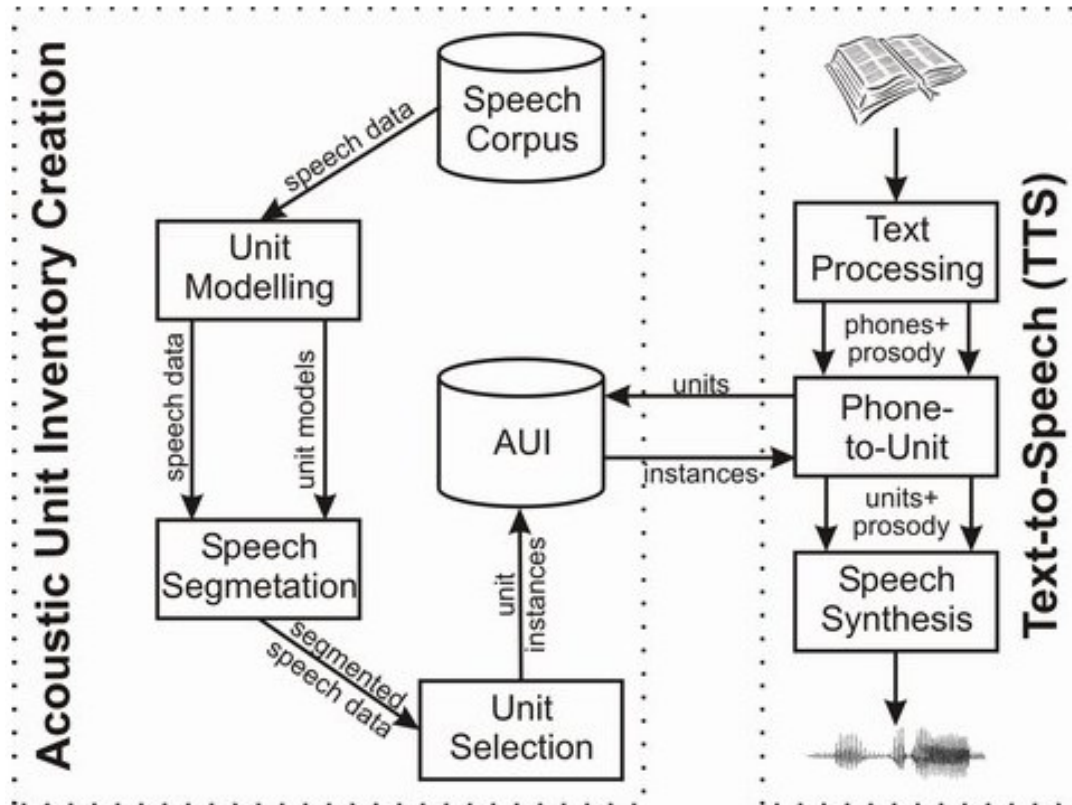 Acoustic Unit Inventory Creation
Speech
Corpus
speech data
Unit
Modelling
speech data
unit models
Speech
Segmetation
segmented
speech data
Unit
Selection
unit
instances
AUI
units
instances
Text-to-Speech (TTS)
Text
Processing
phones+
prosody
Phone-
to-Unit
units+
prosody
Speech
Synthesis